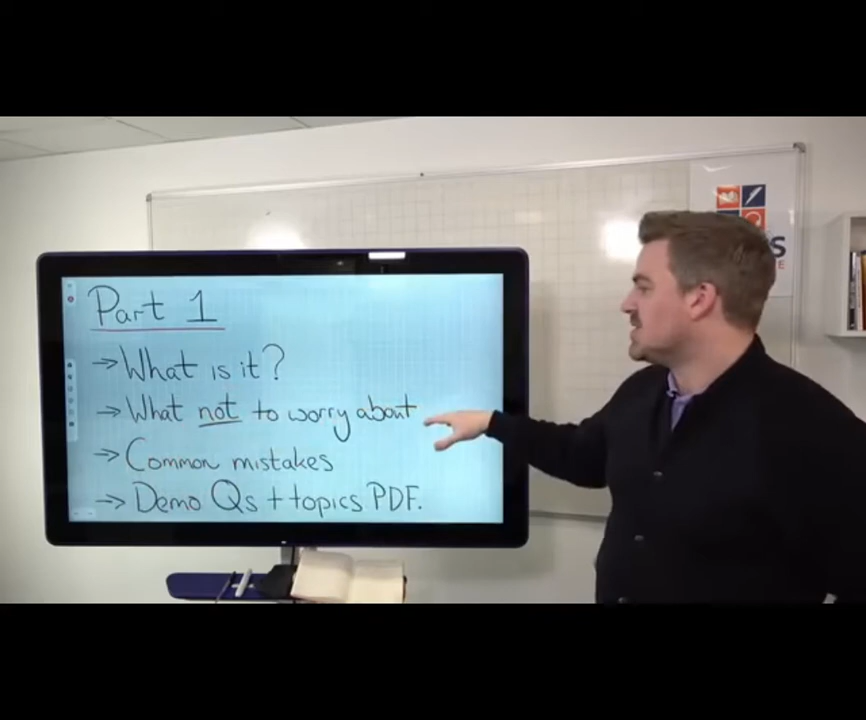 Part 1
→ What is it?
→ What not to worry about
→ Common mistakes
→ Demo Qs + topics PDF.